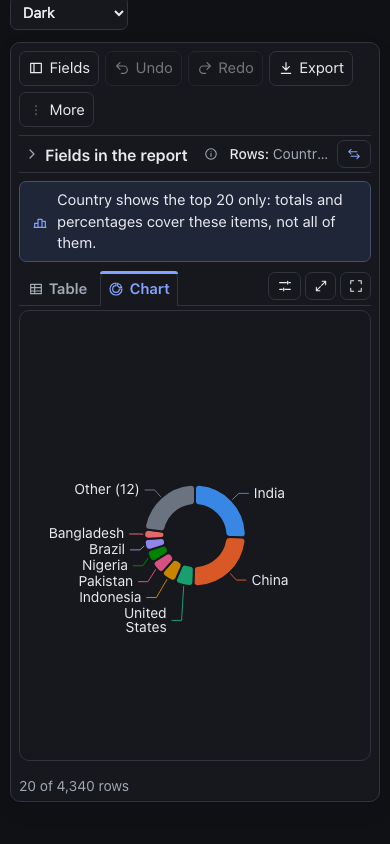 Dark
Fields
Undo
Redo
Export
More
Fields in the report
Rows: Countr...
Country shows the top 20 only: totals and
percentages cover these items, not all of
them.
Table
Chart
Other (12)
India
Bangladesh
Brazil
Nigeria
Pakistan
China
Indonesia
United
States
20 of 4,340 rows